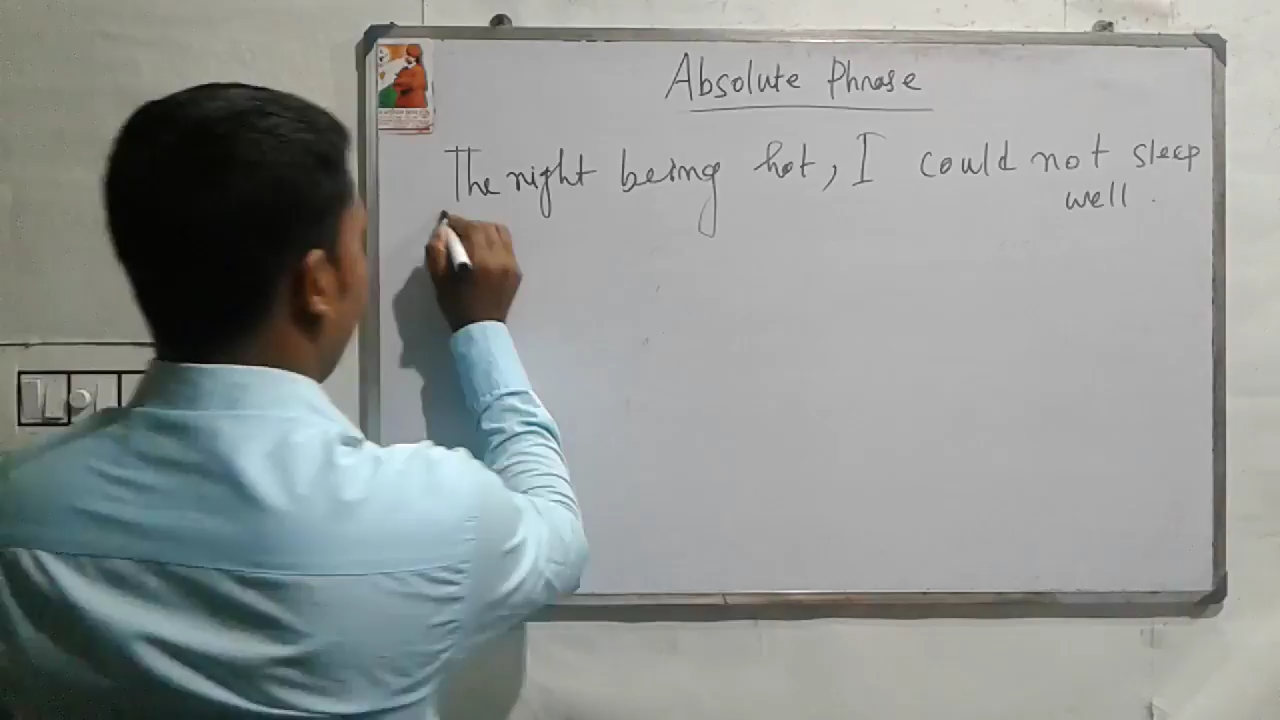 Absolute Phrase
The night being hot, I could not sleep
well.